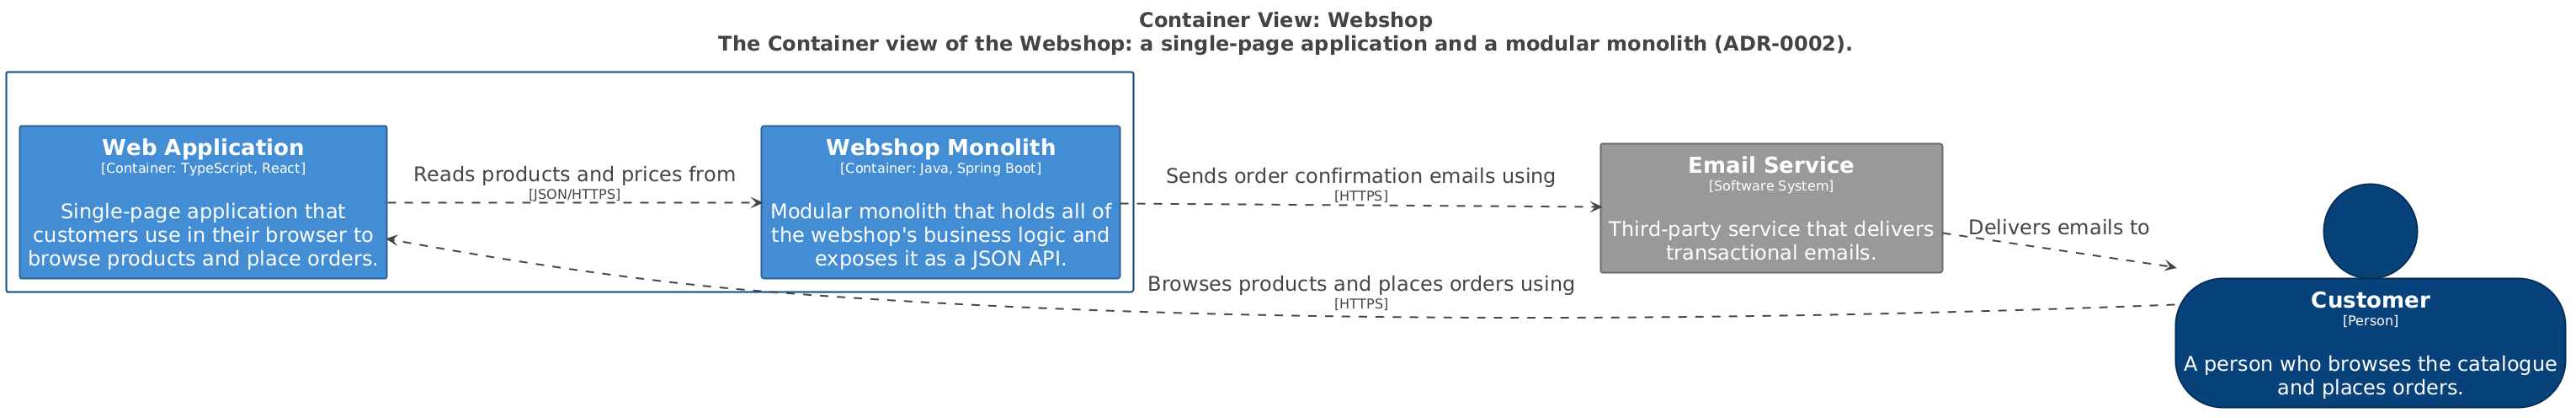 Container View: Webshop
The Container view of the Webshop: a single-page application and a modular monolith (ADR-0002).
Web Application
[Container: TypeScript, React]
Single-page application that
customers use in their browser to
browse products and place orders.
Reads products and prices from
[JSON/HTTPS]
Webshop Monolith
[Container: Java, Spring Boot]
Modular monolith that holds all of
the webshop's business logic and
exposes it as a JSON API.
Sends order confirmation emails using
[HTTPS]
Email Service
[Software System]
Third-party service that delivers
transactional emails.
Delivers emails to
Browses products and places orders using
[HTTPS]
Customer
[Person]
A person who browses the catalogue
and places orders.